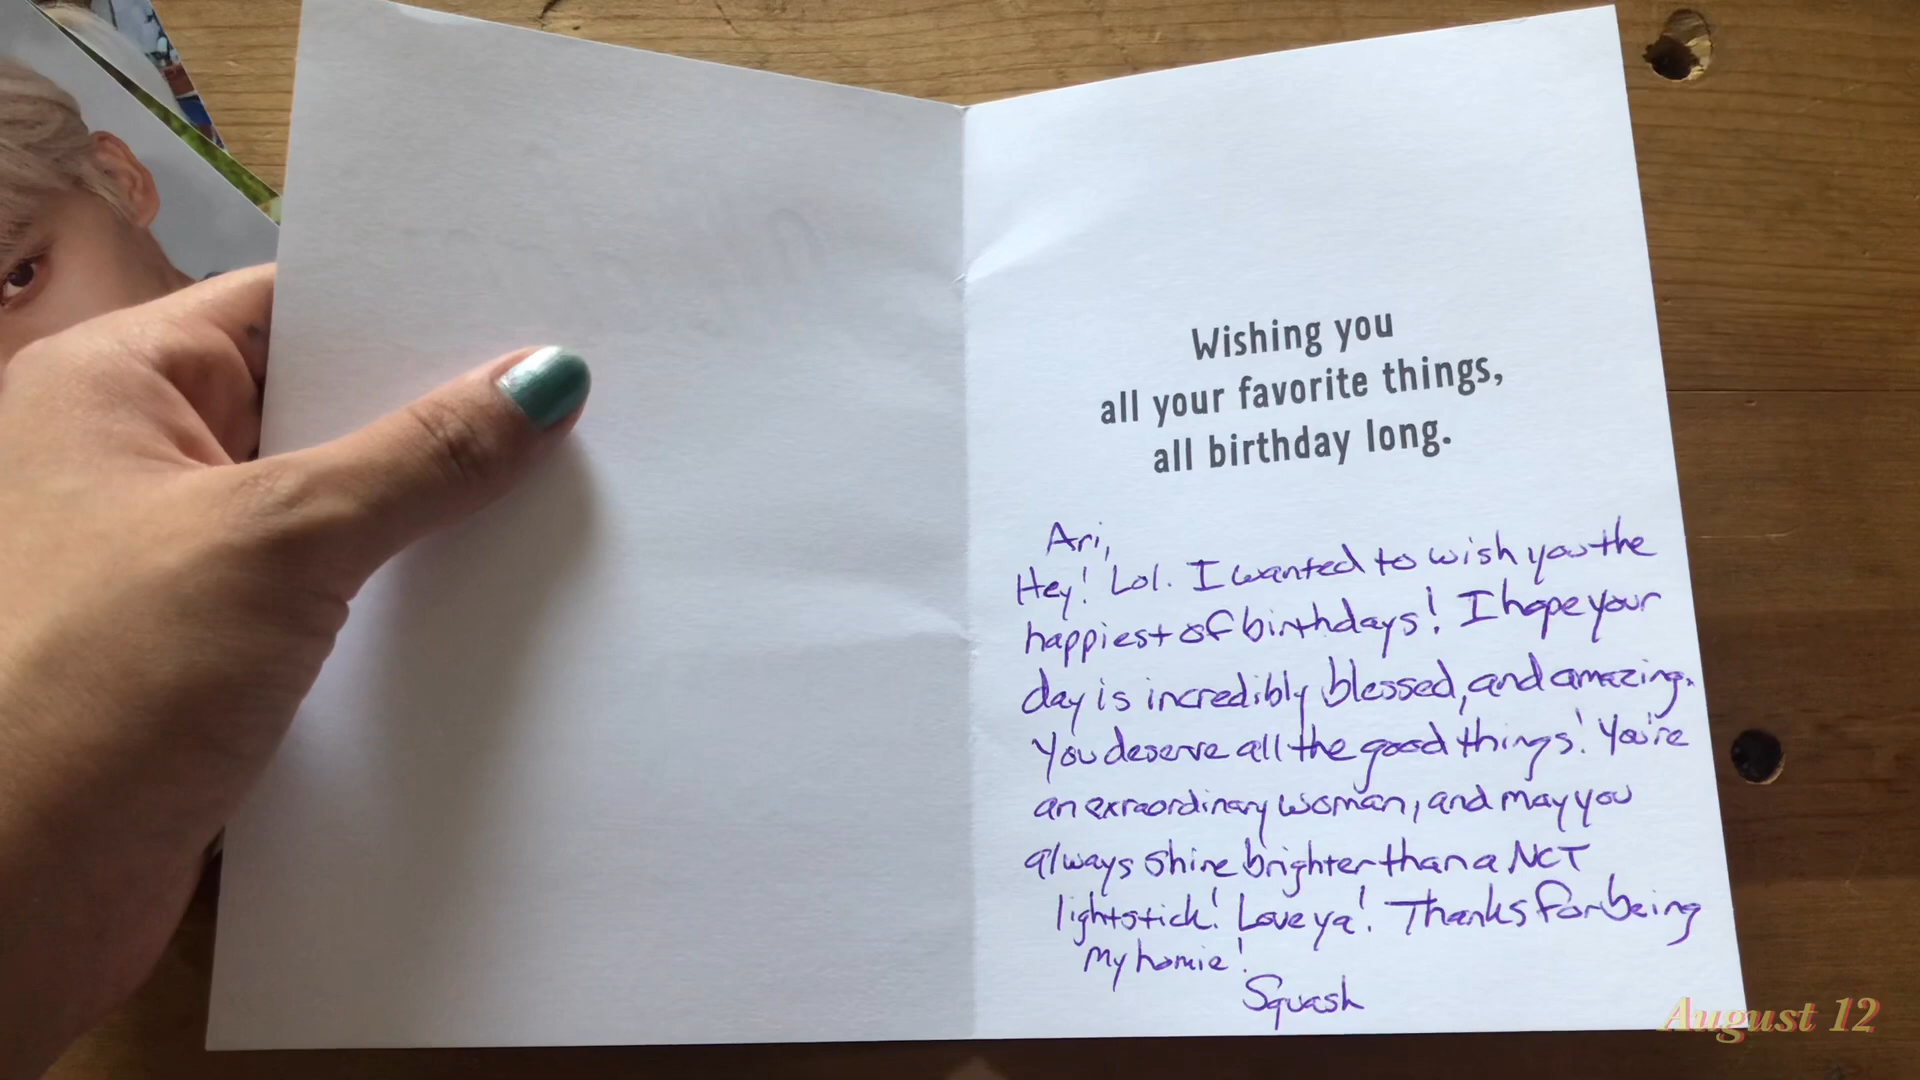 Wishing you
all your favorite things,
all birthday long.
Ari,
Hey! Lol. I wanted to wish you the
happiest of birthdays! I hope your
day is incredibly blessed, and amazing.
You deserve all the good things! You're
an exraordinary woman, and may you
always shine brighter than a NCT
lightstick! Love ya! Thanks for being
my homie!
Squash
August 12